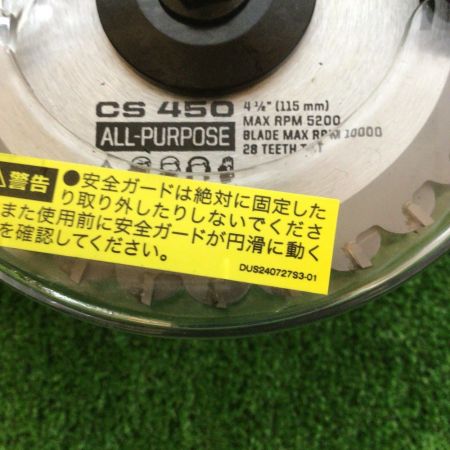 CS 450
ALL-PURPOSE
4 ½" (115 mm)
MAX RPM 5200
BLADE MAX RPM 10000
28 TEETH TCT
警告
●安全ガードは絶対に固定した
り取り外したりしないでくださ
また使用前に安全ガードが円滑に動く
を確認してください。
DUS240727S3-01